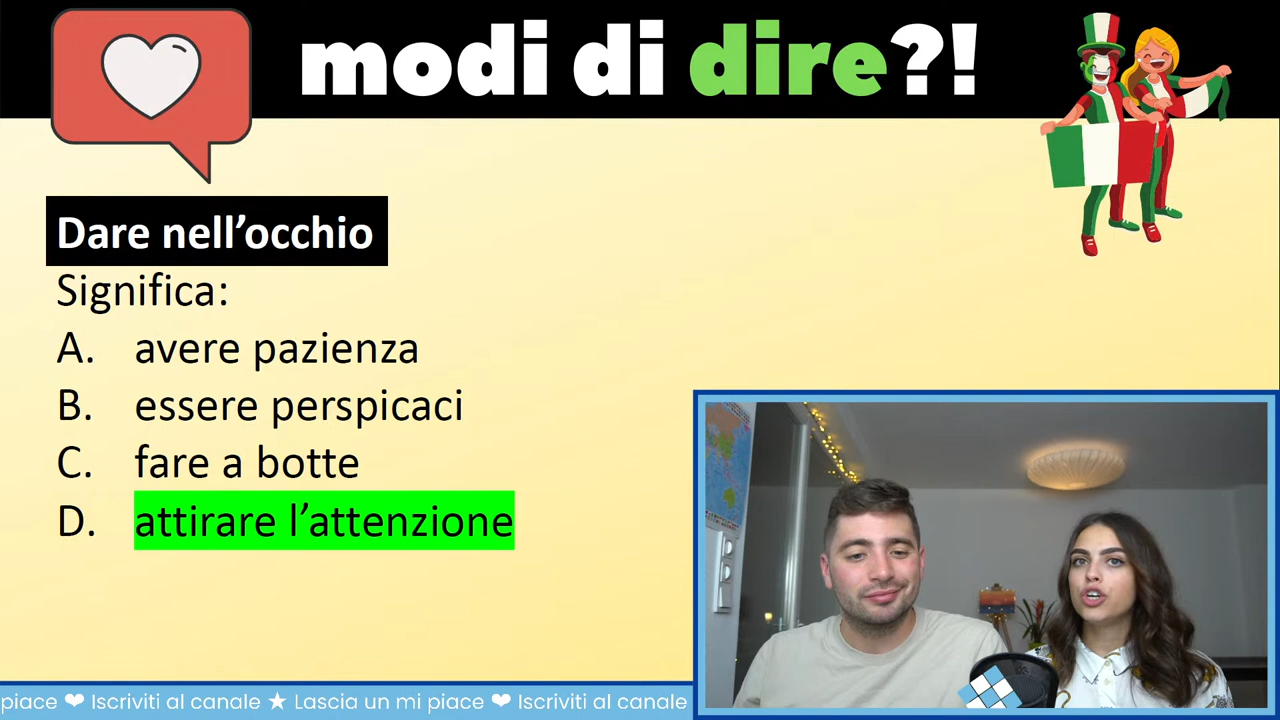 modi di dire?!
Dare nell’occhio
Significa:
A. avere pazienza
B. essere perspicaci
C. fare a botte
D. attirare l’attenzione
piace ❤ Iscriviti al canale ★ Lascia un mi piace ❤ Iscriviti al canale